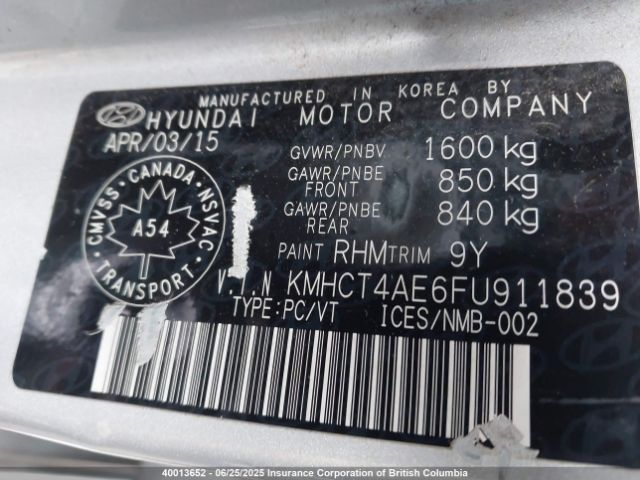 MANUFACTURED IN KOREA BY
HYUNDAI MOTOR COMPANY
APR/03/15
GVWR/PNBV 1600 kg
GAWR/PNBE FRONT 850 kg
GAWR/PNBE REAR 840 kg
CANADA
CMVSS NSVAC
A54
TRANSPORT
PAINT RHM TRIM 9Y
V.I.N KMHCT4AE6FU911839
TYPE:PC/VT ICES/NMB-002
40013652 - 06/25/2025 Insurance Corporation of British Columbia